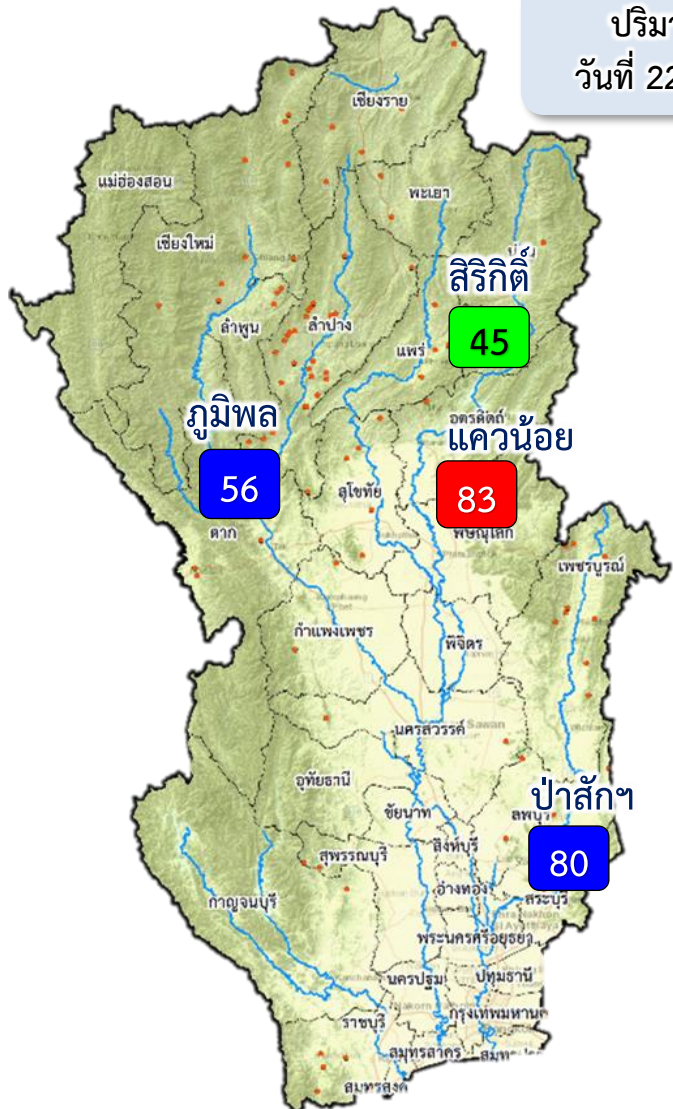 ปริมา
วันที่ 22
เชียงราย
แม่ฮ่องสอน
พะเยา
เชียงใหม่
น่าน
สิริกิติ์
45
ลำพูน
ลำปาง
แพร่
ภูมิพล
56
อุตรดิตถ์
แควน้อย
83
สุโขทัย
ตาก
พิษณุโลก
เพชรบูรณ์
กำแพงเพชร
พิจิตร
นครสวรรค์
อุทัยธานี
ป่าสักฯ
80
ชัยนาท
ลพบุรี
สิงห์บุรี
สุพรรณบุรี
อ่างทอง
สระบุรี
กาญจนบุรี
พระนครศรีอยุธยา
นครปฐม
ปทุมธานี
กรุงเทพมหานค
ราชบุรี
สมุทรสาคร
สมุทรสงค